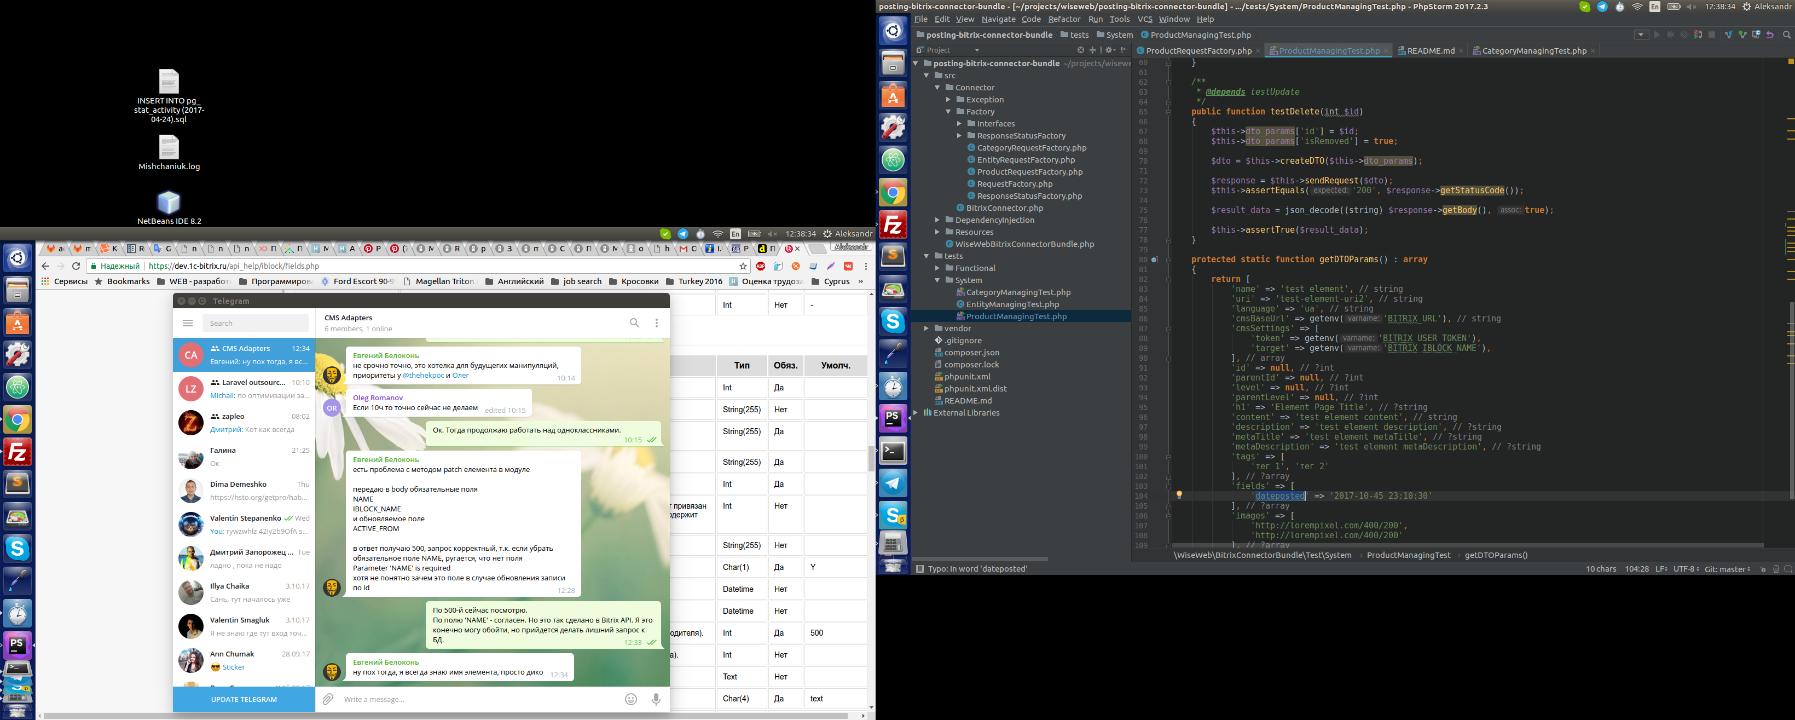 INSERT INTO pg_
stat_activity (2017-
04-24).sql
Mishchaniuk.log
NetBeans IDE 8.2
En
12:38:34
Aleksandr
Aleksandr
Надежный
https://dev.1c-bitrix.ru/api_help/iblock/fields.php
Сервисы
Bookmarks
WEB - разработ
Программиро
Ford Escort 90-9
Magellan Triton
Английский
job search
Кросовки
Turkey 2016
Оценка трудоз
Cyprus
»
Telegram
Search
CMS Adapters
12:34
Евгений: ну пох тогда, я вс...
Laravel outsourc...
10:10
Michail: по оптимизации за...
zapleo
08:02
Дмитрий: Кот как всегда
Галина
21:25
Ок
Dima Demeshko
Thu
https://hsto.org/getpro/hab...
Valentin Stepanenko
Wed
Дмитрий Запорожец ...
Tue
ладно , пока не надо
Illya Chaika
3.10.17
Сань, тут началось уже
Valentin Smagluk
3.10.17
Я не знаю где тут вход точ...
Ann Chumak
28.09.17
Sticker
UPDATE TELEGRAM
CMS Adapters
6 members, 1 online
Евгений Белоконь
не срочно точно, это хотелка для будущегих манипуляций,
приоритеты у @thehekpoc и Олег
10:14
Oleg Romanov
Если 10ч то точно сейчас не делаем
edited 10:15
Ок. Тогда продолжаю работать над одноклассниками.
10:15
Евгений Белоконь
есть проблема с методом patch елемента в модуле
передаю в body обязательные поля
NAME
IBLOCK_NAME
и обновляемое поле
ACTIVE_FROM
в ответ получаю 500, запрос корректный, т.к. если убрать
обязательное поле NAME, ругается, что нет поля
Parameter 'NAME' is required
хотя не понятно зачем это поле в случае обновления записи
по id
12:28
По 500-й сейчас посмотрю.
По полю 'NAME' - согласен. Но это так сделано в Bitrix API. Я это
конечно могу обойти, но прийдется делать лишний запрос к
БД.
12:33
Евгений Белоконь
ну пох тогда, я всегда знаю имя елемента, просто дико
12:34
Write a message...
Int Нет -
Тип Обяз. Умолч.
Int Да
String(255) Нет
String(255) Да
String(255) Да
Int Да
т привязан
одержит
Int Нет
String(255) Нет
Char(1) Да Y
Datetime Нет
Datetime Нет
одителя). Int Да 500
а). Int Нет
Text Нет
Char(4) Да text
posting-bitrix-connector-bundle - [~/projects/wiseweb/posting-bitrix-connector-bundle] - .../tests/System/ProductManagingTest.php - PhpStorm 2017.2.3
En
12:38:34
Aleksandr
File Edit View Navigate Code Refactor Run Tools VCS Window Help
posting-bitrix-connector-bundle
tests
System
ProductManagingTest.php
Project
ProductRequestFactory.php
ProductManagingTest.php
README.md
CategoryManagingTest.php
posting-bitrix-connector-bundle ~/projects/wisewe
src
Connector
Exception
Factory
Interfaces
ResponseStatusFactory
CategoryRequestFactory.php
EntityRequestFactory.php
ProductRequestFactory.php
RequestFactory.php
ResponseStatusFactory.php
BitrixConnector.php
DependencyInjection
Resources
WiseWebBitrixConnectorBundle.php
tests
Functional
System
CategoryManagingTest.php
EntityManagingTest.php
ProductManagingTest.php
vendor
.gitignore
composer.json
composer.lock
phpunit.xml
phpunit.xml.dist
README.md
External Libraries
}
/**
* @depends testUpdate
*/
public function testDelete(int $id)
{
$this->dto_params['id'] = $id;
$this->dto_params['isRemoved'] = true;
$dto = $this->createDTO($this->dto_params);
$response = $this->sendRequest($dto);
$this->assertEquals( expected: '200', $response->getStatusCode());
$result_data = json_decode((string) $response->getBody(), assoc: true);
$this->assertTrue($result_data);
}
protected static function getDTOParams() : array
{
return [
'name' => 'test element', // string
'uri' => 'test-element-uri2', // string
'language' => 'ua', // string
'cmsBaseUrl' => getenv( varname: 'BITRIX_URL'), // string
'cmsSettings' => [
'token' => getenv( varname: 'BITRIX_USER_TOKEN'),
'target' => getenv( varname: 'BITRIX_IBLOCK_NAME'),
], // array
'id' => null, // ?int
'parentId' => null, // ?int
'level' => null, // ?int
'parentLevel' => null, // ?int
'h1' => 'Element Page Title', // ?string
'content' => 'test element content', // string
'description' => 'test element description', // ?string
'metaTitle' => 'test element metaTitle', // ?string
'metaDescription' => 'test element metaDescription', // ?string
'tags' => [
'тег 1', 'тег 2'
], // ?array
'fields' => [
'dateposted' => '2017-10-45 23:10:30'
], // ?array
'images' => [
'http://lorempixel.com/400/200',
'http://lorempixel.com/400/200'
\WiseWeb\BitrixConnectorBundle\Test\System
ProductManagingTest
getDTOParams()
Typo: In word 'dateposted'
10 chars 104:28 LF÷ UTF-8÷ Git: master÷